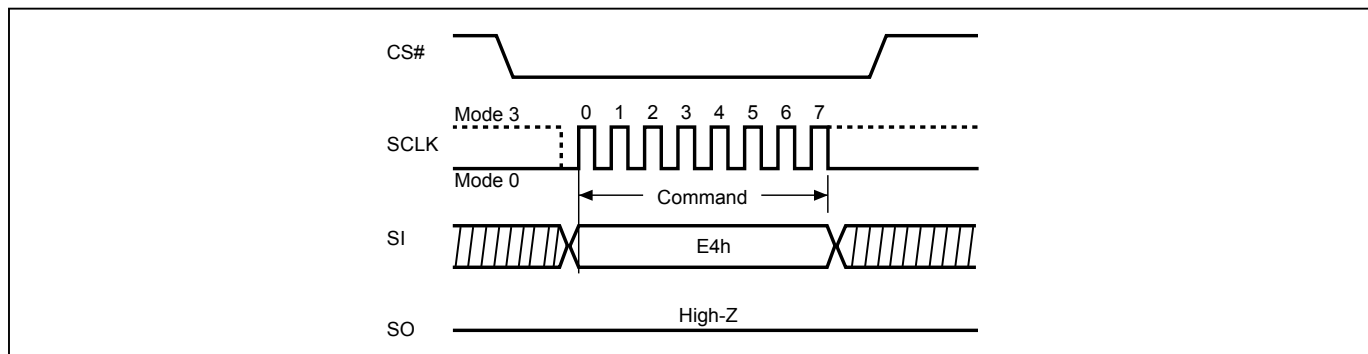 CS#
Mode 3
0 1 2 3 4 5 6 7
SCLK
Mode 0
Command
SI
E4h
High-Z
SO